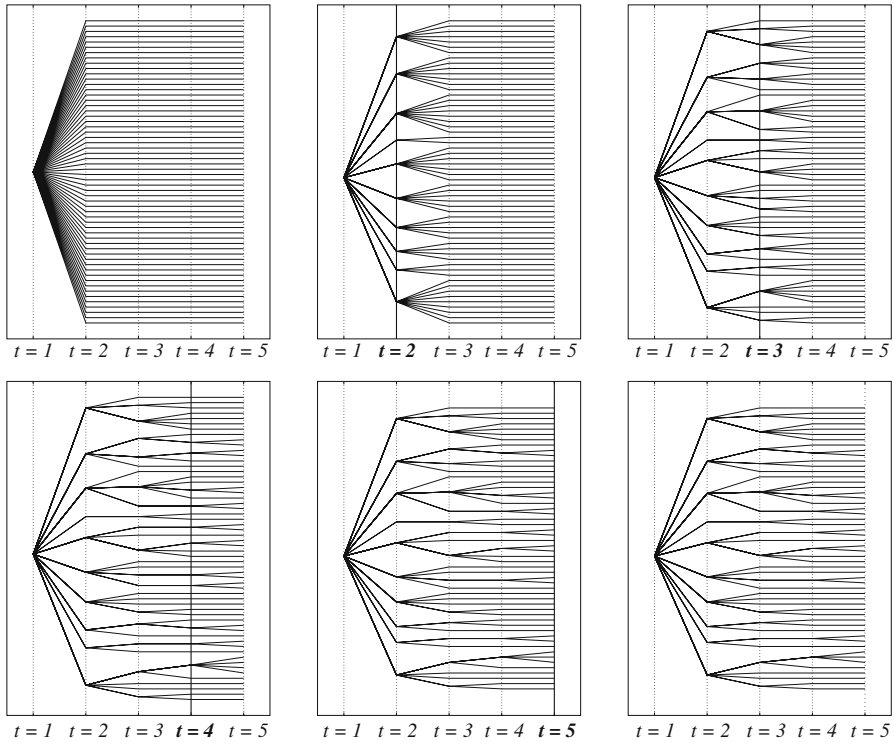 t = 1 t = 2 t = 3 t = 4 t = 5
t = 1 t = 2 t = 3 t = 4 t = 5
t = 1 t = 2 t = 3 t = 4 t = 5
t = 1 t = 2 t = 3 t = 4 t = 5
t = 1 t = 2 t = 3 t = 4 t = 5
t = 1 t = 2 t = 3 t = 4 t = 5